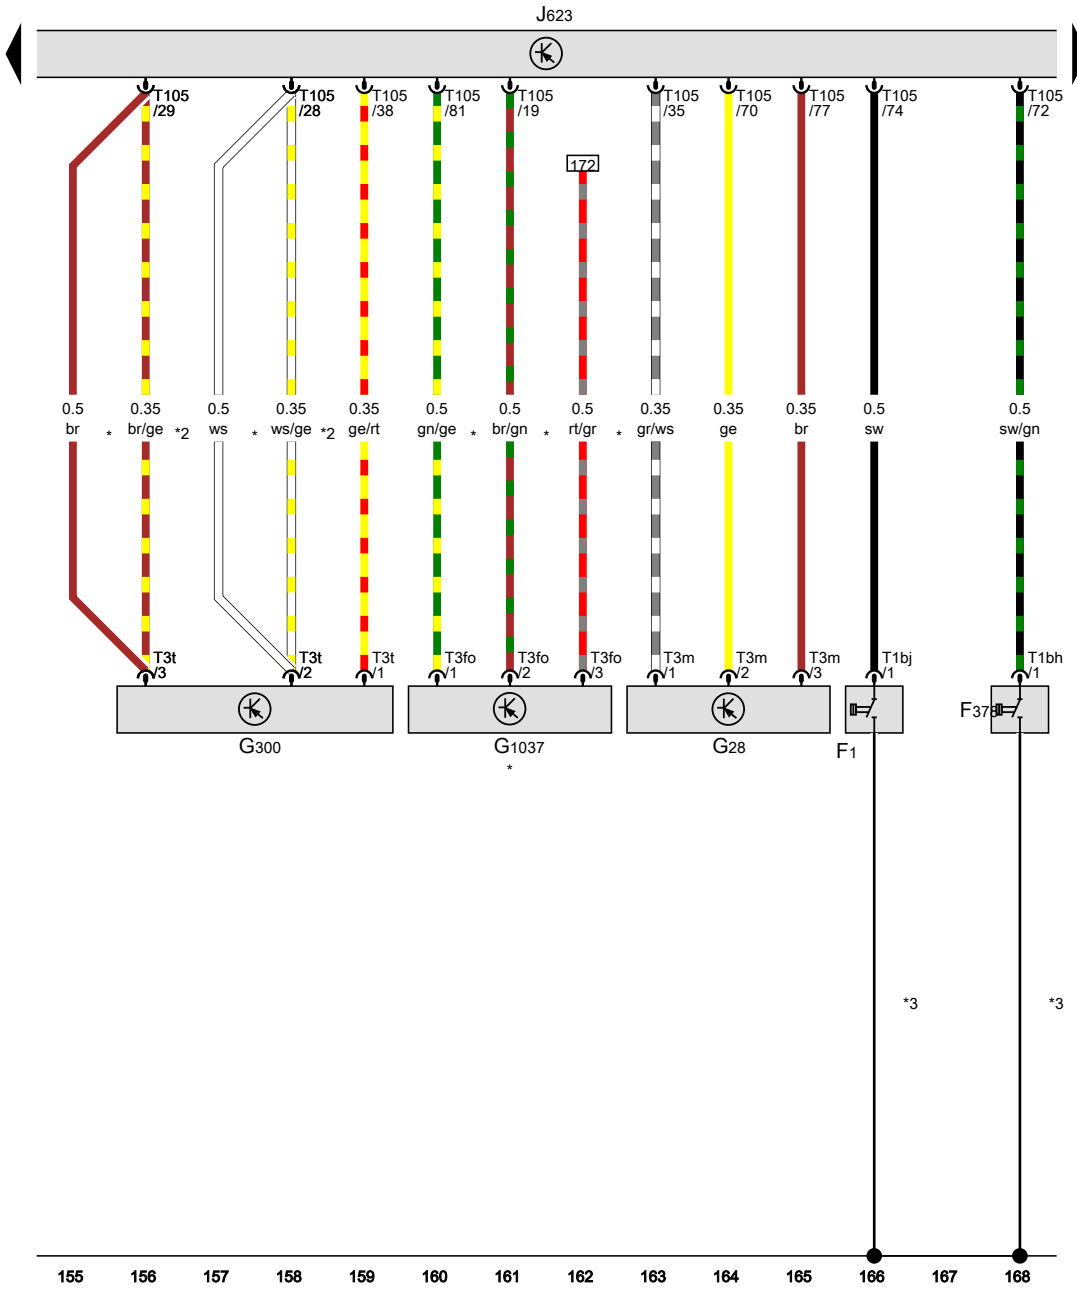 J623
T105 T105 T105 T105 T105 T105 T105 T105 T105 T105
/29 /28 /38 /81 /19 /35 /70 /77 /74 /72
172
0.5 0.35 0.5 0.35 0.35 0.5 0.5 0.5 0.35 0.35 0.35 0.5 0.5
br * br/ge *2 ws * ws/ge *2 ge/rt gn/ge * br/gn * rt/gr * gr/ws ge br sw sw/gn
T3t T3t T3t T3fo T3fo T3fo T3m T3m T3m T1bj T1bh
/3 /2 /1 /1 /2 /3 /1 /2 /3 /1 /1
F378
G300 G1037 G28 F1
*
*3 *3
155 156 157 158 159 160 161 162 163 164 165 166 167 168